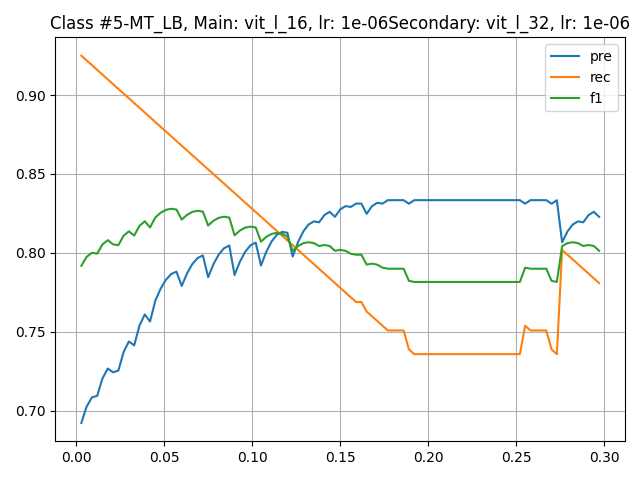 Class #5-MT_LB, Main: vit_l_16, lr: 1e-06Secondary: vit_l_32, lr: 1e-06
pre
rec
f1
0.90
0.85
0.80
0.75
0.70
0.00 0.05 0.10 0.15 0.20 0.25 0.30